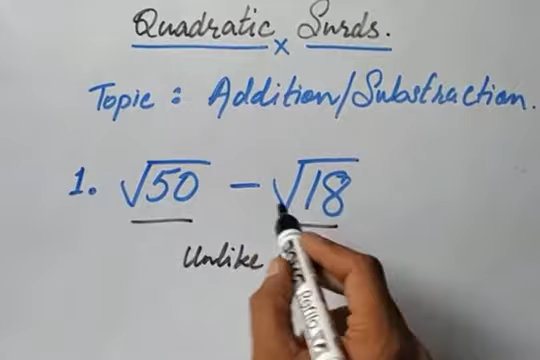 Quadratic Surds.
×
Topic : Addition/Substraction.
1. √50 - √18
Unlike